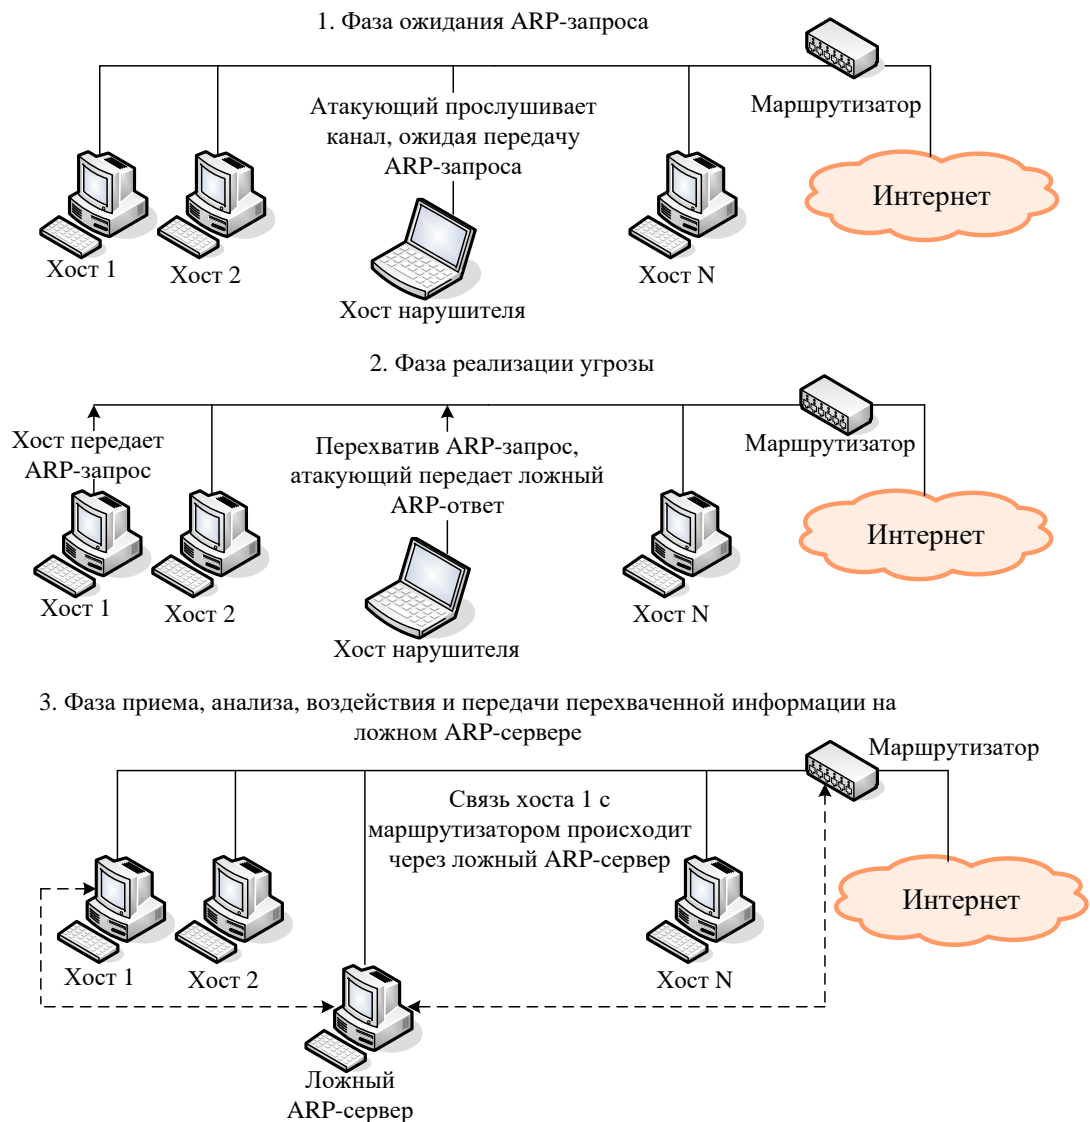 1. Фаза ожидания ARP-запроса
Маршрутизатор
Атакующий прослушивает
канал, ожидая передачу
ARP-запроса
Интернет
Хост 1
Хост 2
Хост N
Хост нарушителя
2. Фаза реализации угрозы
Хост передает
ARP-запрос
Перехватив ARP-запрос,
атакующий передает ложный
ARP-ответ
Маршрутизатор
Интернет
Хост 1
Хост 2
Хост N
Хост нарушителя
3. Фаза приема, анализа, воздействия и передачи перехваченной информации на
ложном ARP-сервере
Маршрутизатор
Связь хоста 1 с
маршрутизатором происходит
через ложный ARP-сервер
Интернет
Хост 1
Хост 2
Хост N
Ложный
ARP-сервер